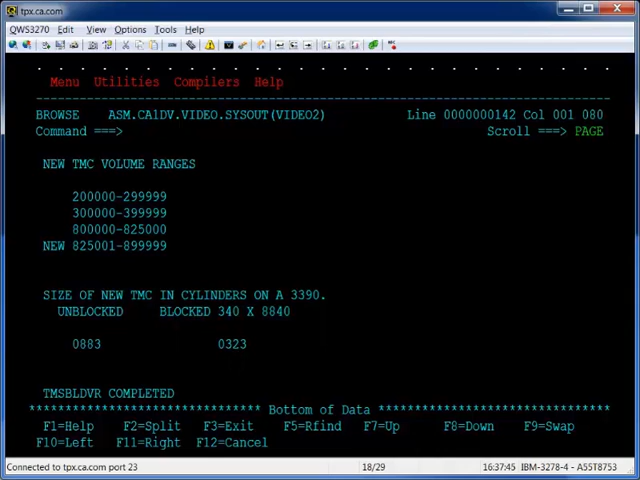 tpx.ca.com
QWS3270 Edit View Options Tools Help
Menu Utilities Compilers Help
BROWSE ASM.CA1DV.VIDEO.SYSOUT(VIDEO2) Line 0000000142 Col 001 080
Command ===> Scroll ===> PAGE
NEW TMC VOLUME RANGES
200000-299999
300000-399999
800000-825000
NEW 825001-899999
SIZE OF NEW TMC IN CYLINDERS ON A 3390.
UNBLOCKED BLOCKED 340 X 8840
0883 0323
TMSBLDVR COMPLETED
******************************** Bottom of Data ********************************
F1=Help F2=Split F3=Exit F5=Rfind F7=Up F8=Down F9=Swap
F10=Left F11=Right F12=Cancel
Connected to tpx.ca.com port 23 18/29 16:37:45 IBM-3278-4 - A55T8753